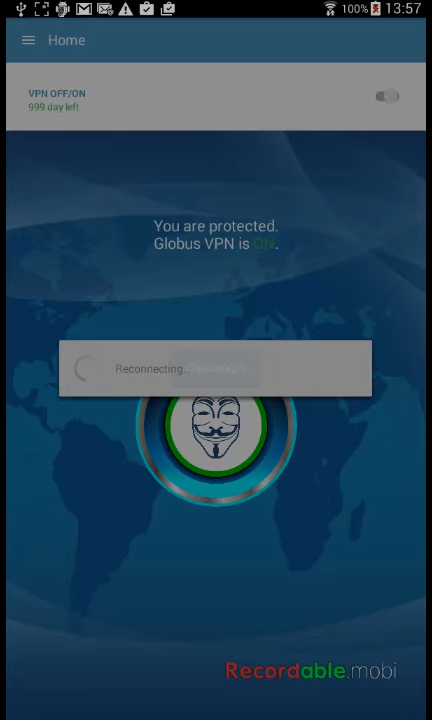 100% 13:57
Home
VPN OFF/ON
999 day left
You are protected.
Globus VPN is ON.
Reconnecting..
Recordable.mobi